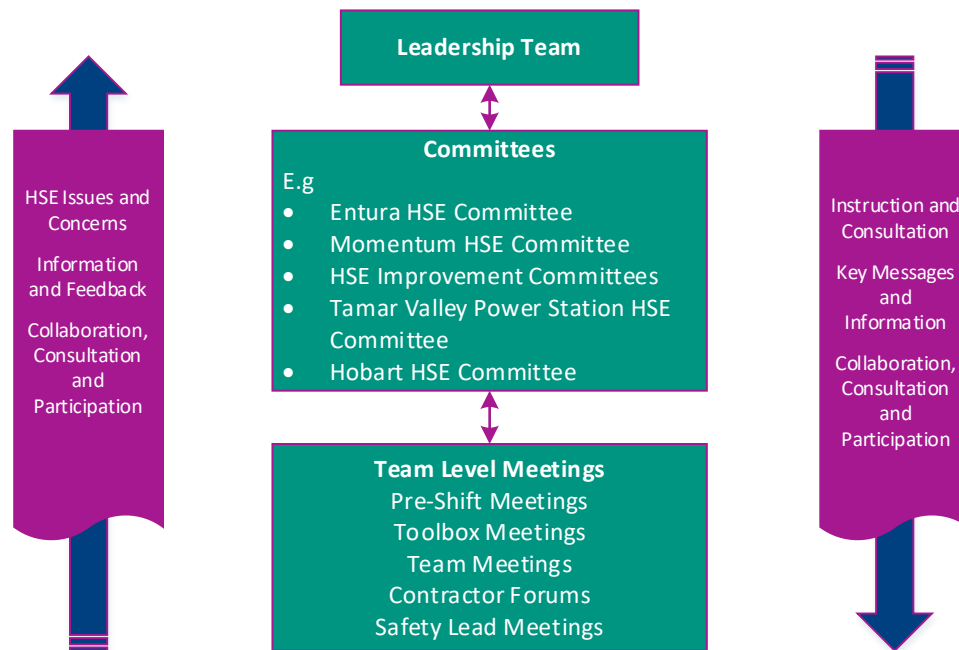 Leadership Team
HSE Issues and
Concerns
Information
and Feedback
Collaboration,
Consultation
and
Participation
Committees
E.g
• Entura HSE Committee
• Momentum HSE Committee
• HSE Improvement Committees
• Tamar Valley Power Station HSE
Committee
• Hobart HSE Committee
Team Level Meetings
Pre-Shift Meetings
Toolbox Meetings
Team Meetings
Contractor Forums
Safety Lead Meetings
Instruction and
Consultation
Key Messages
and
Information
Collaboration,
Consultation
and
Participation